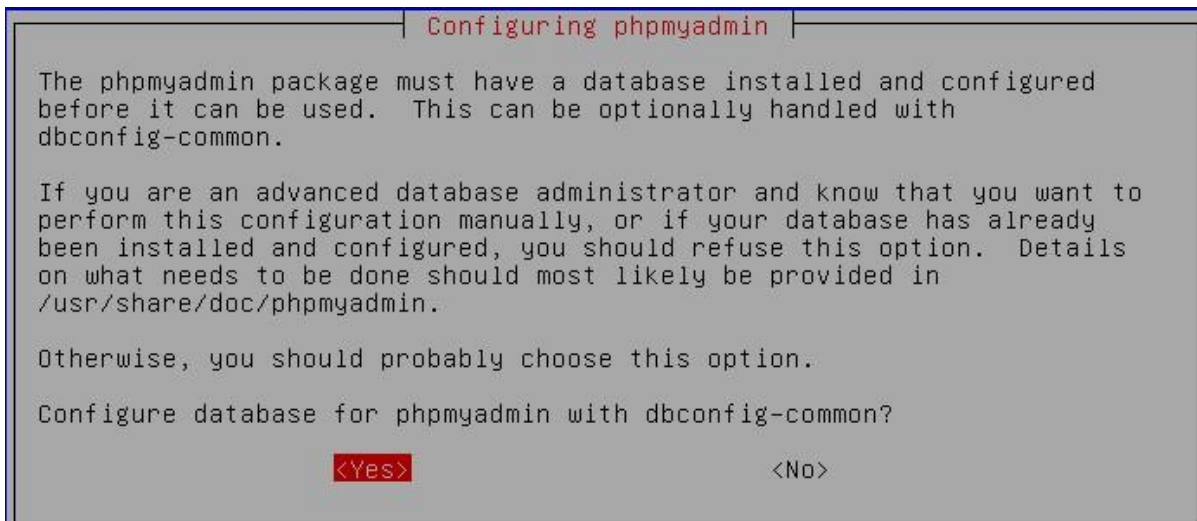 Configuring phpmyadmin
The phpmyadmin package must have a database installed and configured
before it can be used.  This can be optionally handled with
dbconfig-common.
If you are an advanced database administrator and know that you want to
perform this configuration manually, or if your database has already
been installed and configured, you should refuse this option.  Details
on what needs to be done should most likely be provided in
/usr/share/doc/phpmyadmin.
Otherwise, you should probably choose this option.
Configure database for phpmyadmin with dbconfig-common?
<Yes> <No>